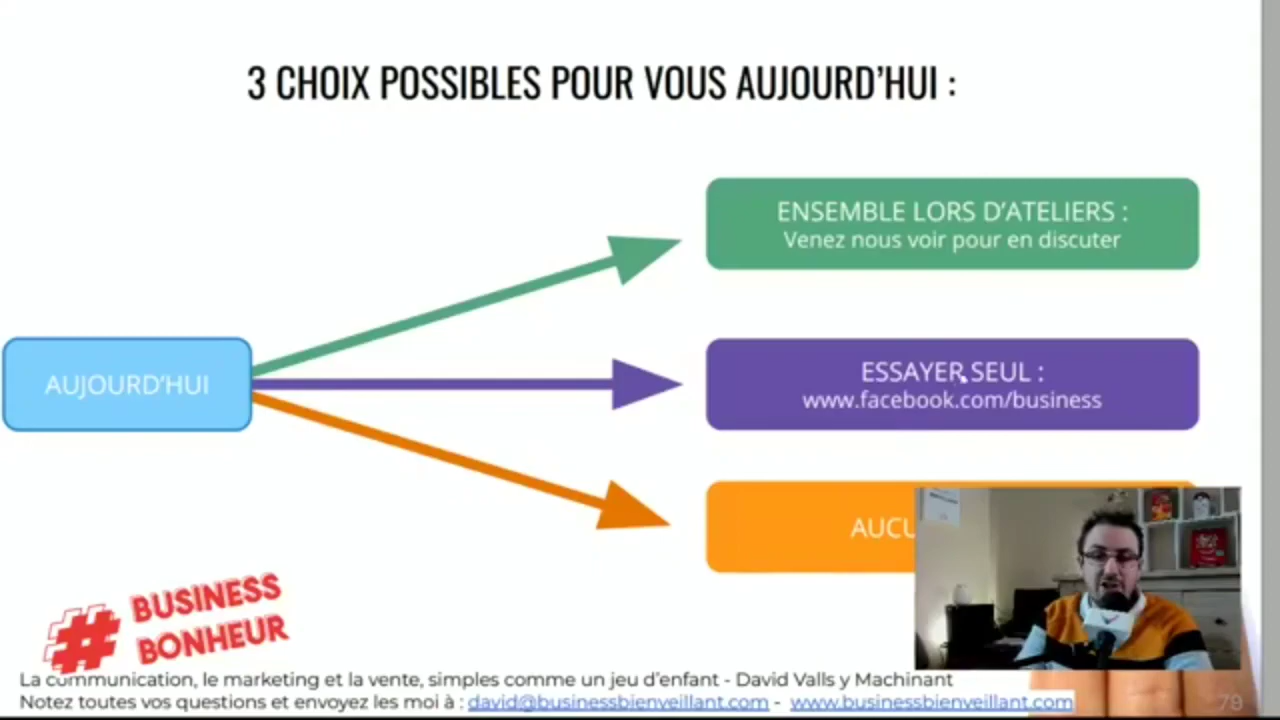 3 CHOIX POSSIBLES POUR VOUS AUJOURD'HUI :
ENSEMBLE LORS D'ATELIERS :
Venez nous voir pour en discuter
AUJOURD'HUI
ESSAYER SEUL :
www.facebook.com/business
# BUSINESS
BONHEUR
La communication, le marketing et la vente, simples comme un jeu d'enfant - David Valls y Machinant
Notez toutes vos questions et envoyez les moi à : david@businessbienveillant.com - www.businessbienveillant.com
79